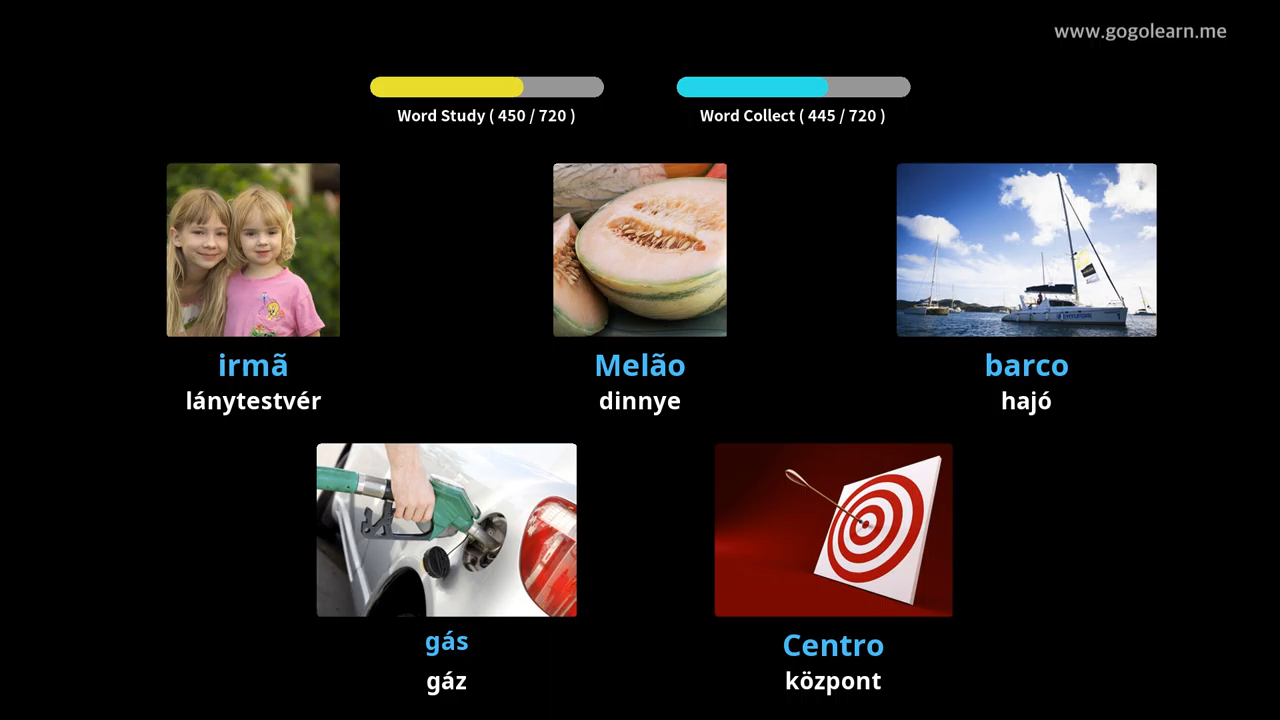 www.gogolearn.me
Word Study ( 450 / 720 )
Word Collect ( 445 / 720 )
irmã
lánytestvér
Melão
dinnye
barco
hajó
gás
gáz
Centro
központ